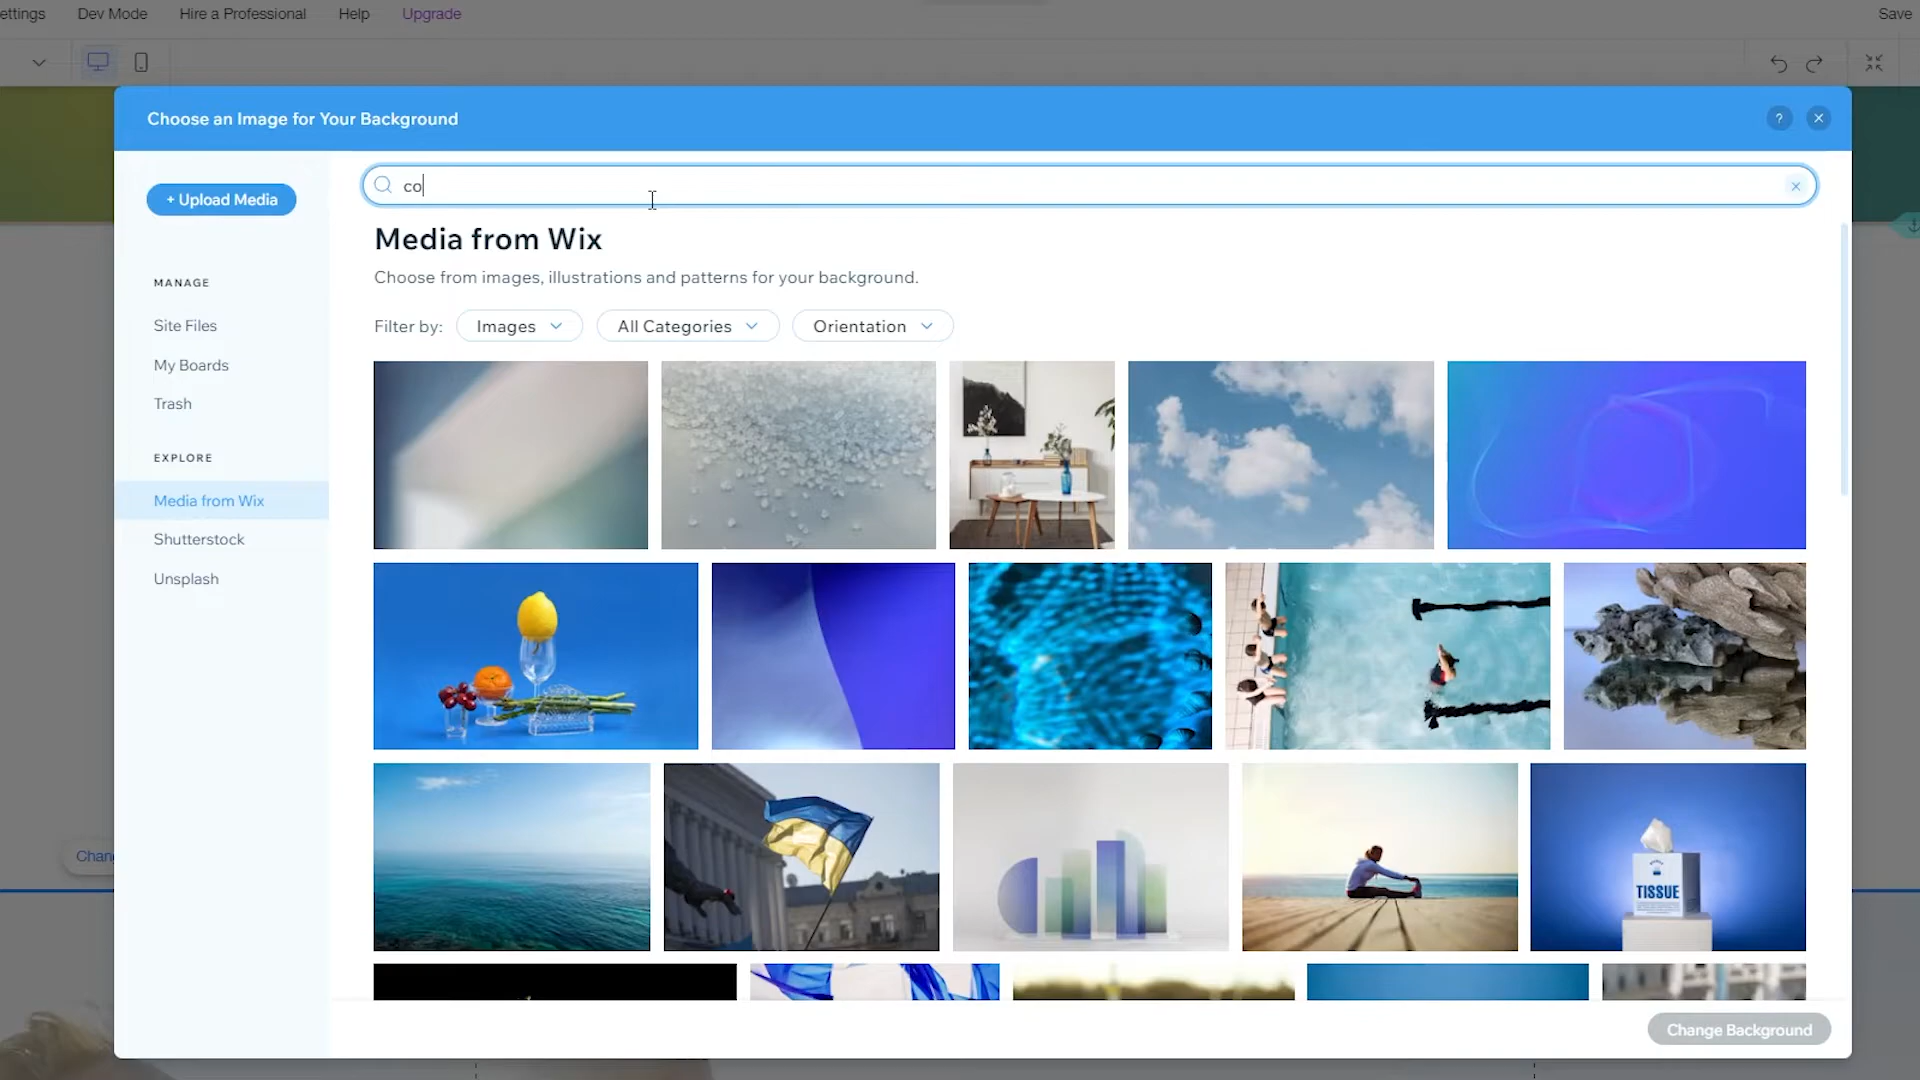 ettings Dev Mode Hire a Professional Help Upgrade Save
Choose an Image for Your Background ?
+ Upload Media
co
Media from Wix
Choose from images, illustrations and patterns for your background.
MANAGE
Filter by: Images All Categories Orientation
Site Files
My Boards
Trash
EXPLORE
Media from Wix
Shutterstock
Unsplash
Chan
TISSUE
Change Background